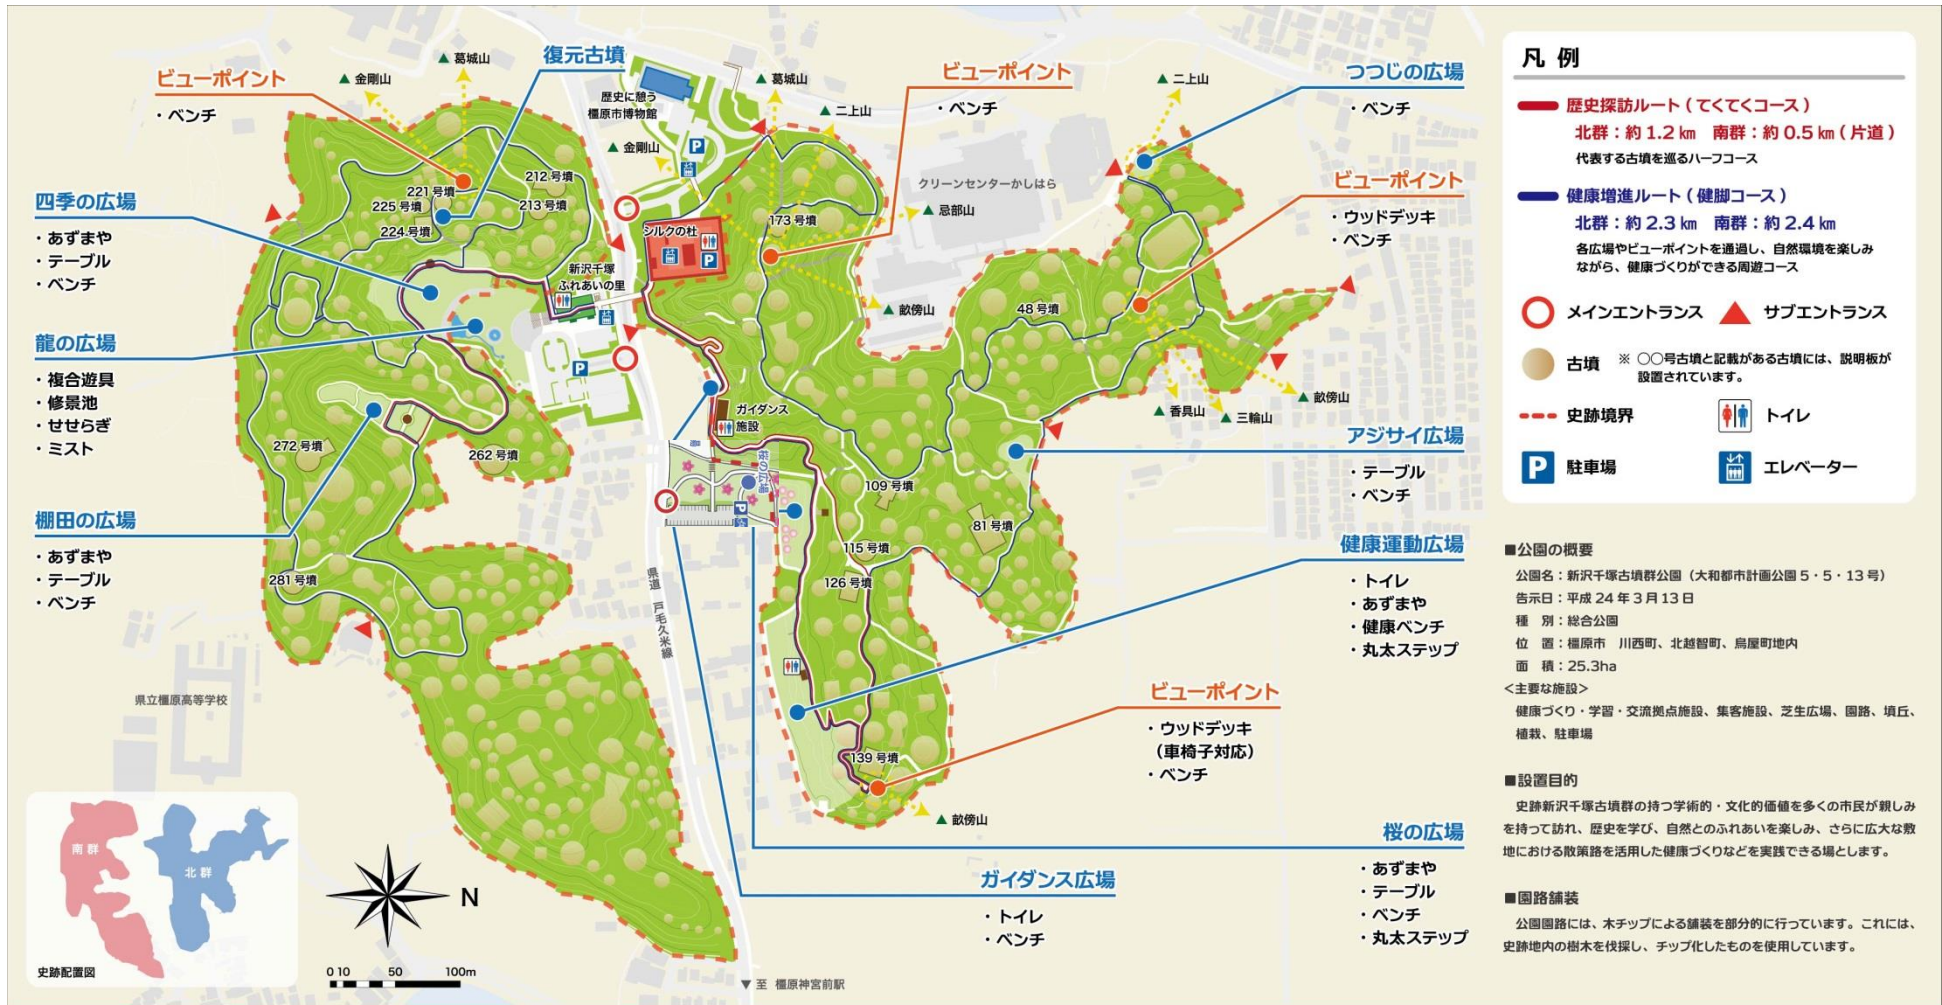 ビューポイント
・ベンチ
▲ 金剛山
▲ 葛城山
復元古墳
歴史に憩う
橿原市博物館
▲ 金剛山
▲ 葛城山
▲ 二上山
ビューポイント
・ベンチ
▲ 二上山
つつじの広場
・ベンチ
クリーンセンターかしはら
▲ 忌部山
ビューポイント
・ウッドデッキ
・ベンチ
四季の広場
・あずまや
・テーブル
・ベンチ
221号墳
225号墳
224号墳
212号墳
213号墳
シルクの杜
新沢千塚
ふれあいの里
173号墳
▲ 畝傍山
48号墳
龍の広場
・複合遊具
・修景池
・せせらぎ
・ミスト
P
P
P
ガイダンス
施設
▲ 香具山
▲ 三輪山
▲ 畝傍山
272号墳
262号墳
桜の広場
P
109号墳
81号墳
アジサイ広場
・テーブル
・ベンチ
棚田の広場
・あずまや
・テーブル
・ベンチ
281号墳
115号墳
126号墳
健康運動広場
・トイレ
・あずまや
・健康ベンチ
・丸太ステップ
県道 戸毛久米線
県立橿原高等学校
139号墳
ビューポイント
・ウッドデッキ
(車椅子対応)
・ベンチ
▲ 畝傍山
桜の広場
・あずまや
・テーブル
・ベンチ
・丸太ステップ
ガイダンス広場
・トイレ
・ベンチ
南群
北群
史跡配置図
N
0 10 50 100m
▼ 至 橿原神宮前駅
凡 例
歴史探訪ルート(てくてくコース)
北群:約1.2km 南群:約0.5km(片道)
代表する古墳を巡るハーフコース
健康増進ルート(健脚コース)
北群:約2.3km 南群:約2.4km
各広場やビューポイントを通過し、自然環境を楽しみ
ながら、健康づくりができる周遊コース
メインエントランス
サブエントランス
古墳
※ 〇〇号古墳と記載がある古墳には、説明板が
設置されています。
史跡境界
トイレ
P 駐車場
エレベーター
■公園の概要
公園名:新沢千塚古墳群公園(大和都市計画公園5・5・13号)
告示日:平成24年3月13日
種 別:総合公園
位 置:橿原市 川西町、北越智町、鳥屋町地内
面 積:25.3ha
<主要な施設>
健康づくり・学習・交流拠点施設、集客施設、芝生広場、園路、墳丘、
植栽、駐車場
■設置目的
史跡新沢千塚古墳群の持つ学術的・文化的価値を多くの市民が親しみ
を持って訪れ、歴史を学び、自然とのふれあいを楽しみ、さらに広大な敷
地における散策路を活用した健康づくりなどを実践できる場とします。
■園路舗装
公園園路には、木チップによる舗装を部分的に行っています。これには、
史跡地内の樹木を伐採し、チップ化したものを使用しています。